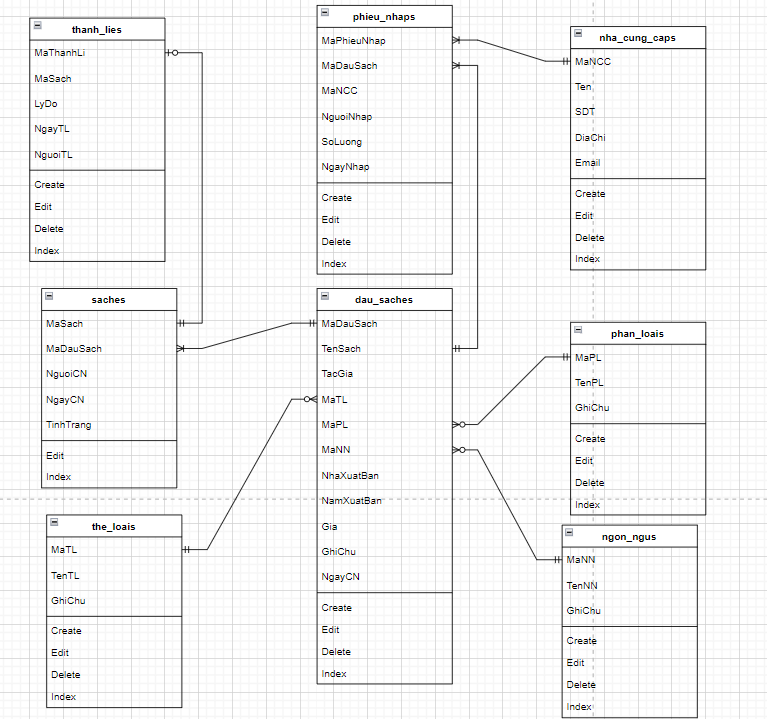 thanh_lies
MaThanhLi
MaSach
LyDo
NgayTL
NguoiTL
Create
Edit
Delete
Index
phieu_nhaps
MaPhieuNhap
MaDauSach
MaNCC
NguoiNhap
SoLuong
NgayNhap
Create
Edit
Delete
Index
nha_cung_caps
MaNCC
Ten
SDT
DiaChi
Email
Create
Edit
Delete
Index
saches
MaSach
MaDauSach
NguoiCN
NgayCN
TinhTrang
Edit
Index
dau_saches
MaDauSach
TenSach
TacGia
MaTL
MaPL
MaNN
NhaXuatBan
NamXuatBan
Gia
GhiChu
NgayCN
Create
Edit
Delete
Index
phan_loais
MaPL
TenPL
GhiChu
Create
Edit
Delete
Index
the_loais
MaTL
TenTL
GhiChu
Create
Edit
Delete
Index
ngon_ngus
MaNN
TenNN
GhiChu
Create
Edit
Delete
Index